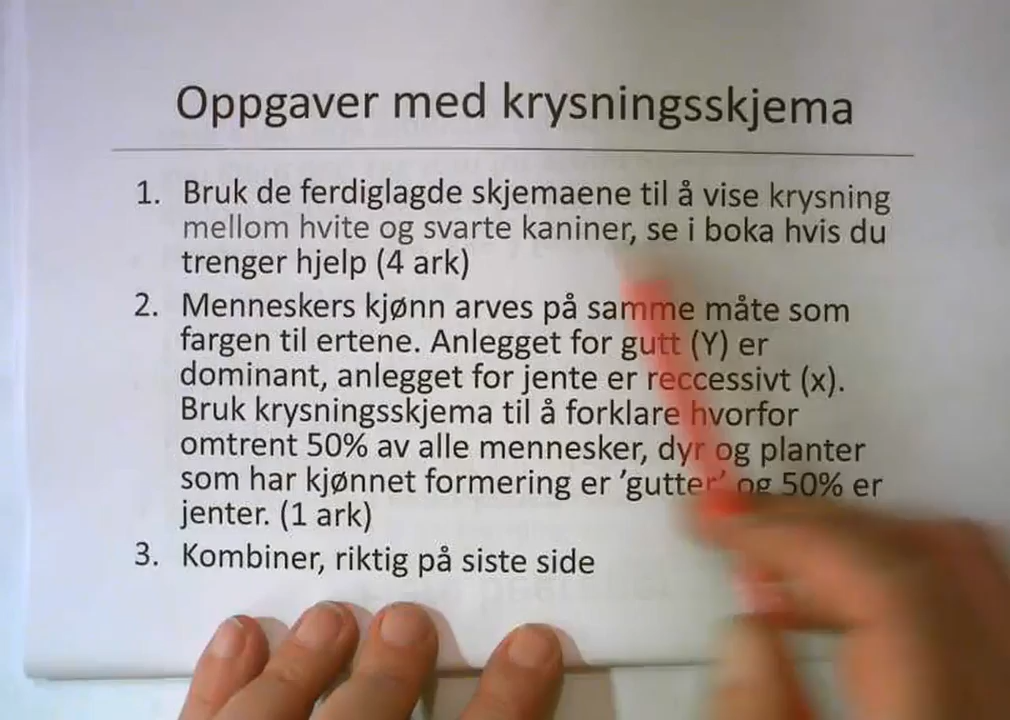 Oppgaver med krysningsskjema
1. Bruk de ferdiglagde skjemaene til å vise krysning
mellom hvite og svarte kaniner, se i boka hvis du
trenger hjelp (4 ark)
2. Menneskers kjønn arves på samme måte som
fargen til ertene. Anlegget for gutt (Y) er
dominant, anlegget for jente er reccessivt (x).
Bruk krysningsskjema til å forklare hvorfor
omtrent 50% av alle mennesker, dyr og planter
som har kjønnet formering er ’gutter’ og 50% er
jenter. (1 ark)
3. Kombiner, riktig på siste side